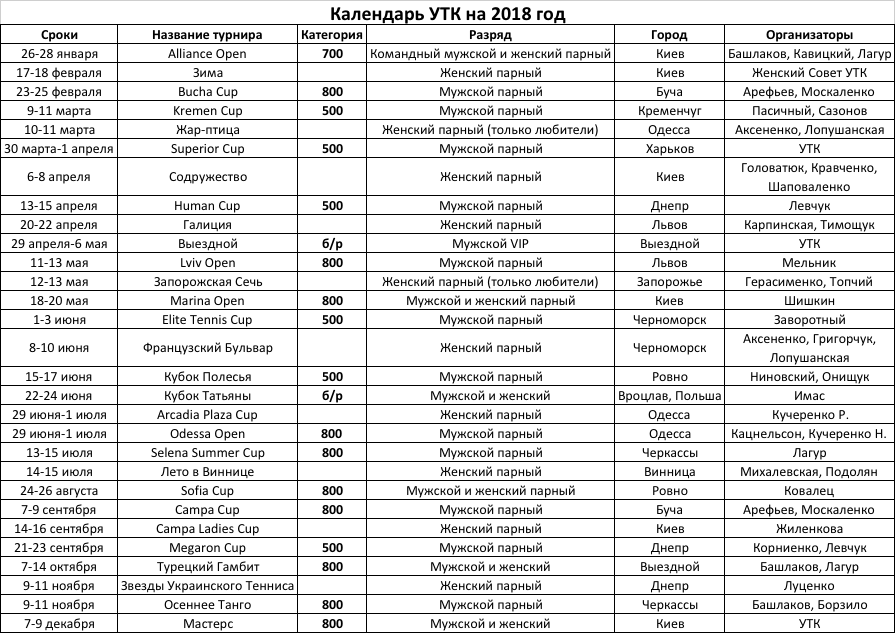 Календарь УТК на 2018 год
Сроки Название турнира Категория Разряд Город Организаторы
26-28 января Alliance Open 700 Командный мужской и женский парный Киев Башлаков, Кавицкий, Лагур
17-18 февраля Зима Женский парный Киев Женский Совет УТК
23-25 февраля Bucha Cup 800 Мужской парный Буча Арефьев, Москаленко
9-11 марта Kremen Cup 500 Мужской парный Кременчуг Пасичный, Сазонов
10-11 марта Жар-птица Женский парный (только любители) Одесса Аксененко, Лопушанская
30 марта-1 апреля Superior Cup 500 Мужской парный Харьков УТК
6-8 апреля Содружество Женский парный Киев Головатюк, Кравченко,
Шаповаленко
13-15 апреля Human Cup 500 Мужской парный Днепр Левчук
20-22 апреля Галиция Женский парный Львов Карпинская, Тимощук
29 апреля-6 мая Выездной б/р Мужской VIP Выездной УТК
11-13 мая Lviv Open 800 Мужской парный Львов Мельник
12-13 мая Запорожская Сечь Женский парный (только любители) Запорожье Герасименко, Топчий
18-20 мая Marina Open 800 Мужской и женский парный Киев Шишкин
1-3 июня Elite Tennis Cup 500 Мужской парный Черноморск Заворотный
8-10 июня Французский Бульвар Женский парный Черноморск Аксененко, Григорчук,
Лопушанская
15-17 июня Кубок Полесья 500 Мужской парный Ровно Ниновский, Онищук
22-24 июня Кубок Татьяны б/р Мужской и женский Вроцлав, Польша Имас
29 июня-1 июля Arcadia Plaza Cup Женский парный Одесса Кучеренко Р.
29 июня-1 июля Odessa Open 800 Мужской парный Одесса Кацнельсон, Кучеренко Н.
13-15 июля Selena Summer Cup 800 Мужской парный Черкассы Лагур
14-15 июля Лето в Виннице Женский парный Винница Михалевская, Подолян
24-26 августа Sofia Cup 800 Мужской и женский парный Ровно Ковалец
7-9 сентября Campa Cup 800 Мужской парный Буча Арефьев, Москаленко
14-16 сентября Campa Ladies Cup Женский парный Киев Жиленкова
21-23 сентября Megaron Cup 500 Мужской парный Днепр Корниенко, Левчук
7-14 октября Турецкий Гамбит 800 Мужской и женский Выездной Башлаков, Лагур
9-11 ноября Звезды Украинского Тенниса Женский парный Днепр Луценко
9-11 ноября Осеннее Танго 800 Мужской парный Черкассы Башлаков, Борзило
7-9 декабря Мастерс 800 Мужской и женский Киев УТК